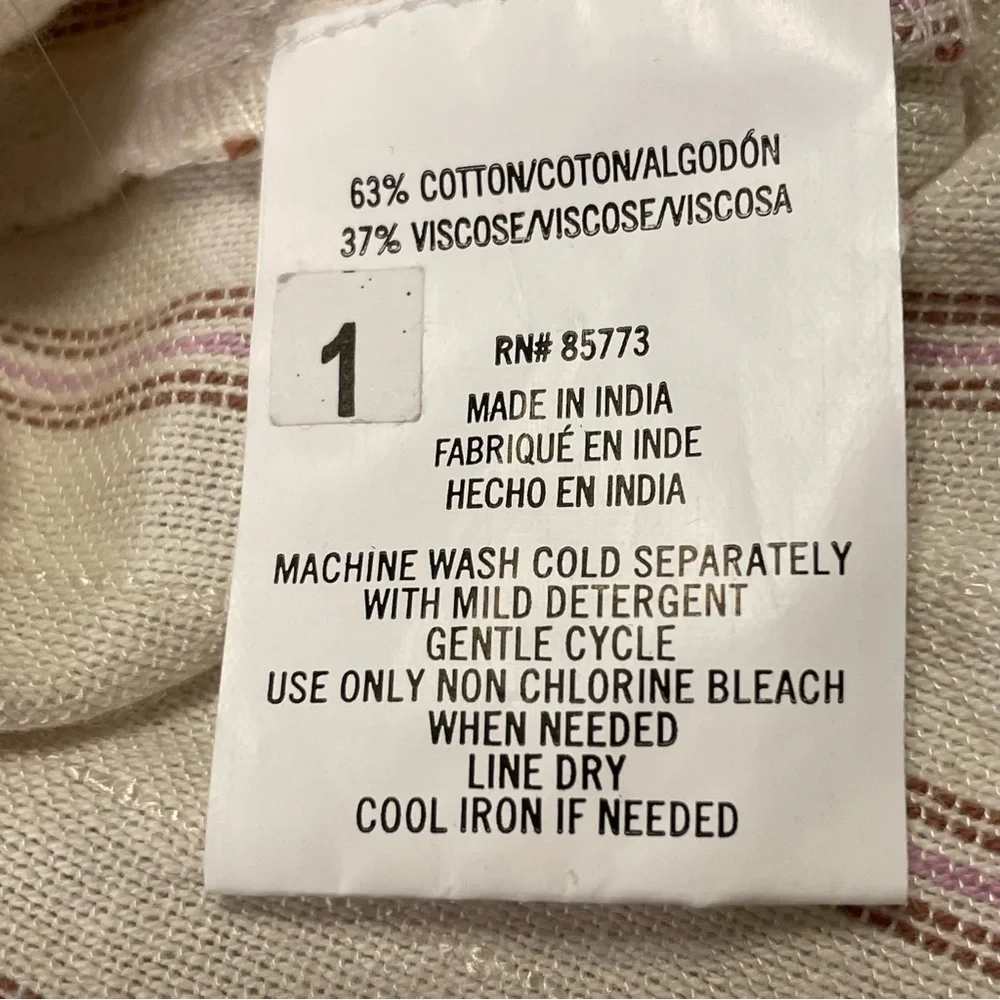 63% COTTON/COTON/ALGODÓN
37% VISCOSE/VISCOSE/VISCOSA
1
RN# 85773
MADE IN INDIA
FABRIQUÉ EN INDE
HECHO EN INDIA
MACHINE WASH COLD SEPARATELY
WITH MILD DETERGENT
GENTLE CYCLE
USE ONLY NON CHLORINE BLEACH
WHEN NEEDED
LINE DRY
COOL IRON IF NEEDED